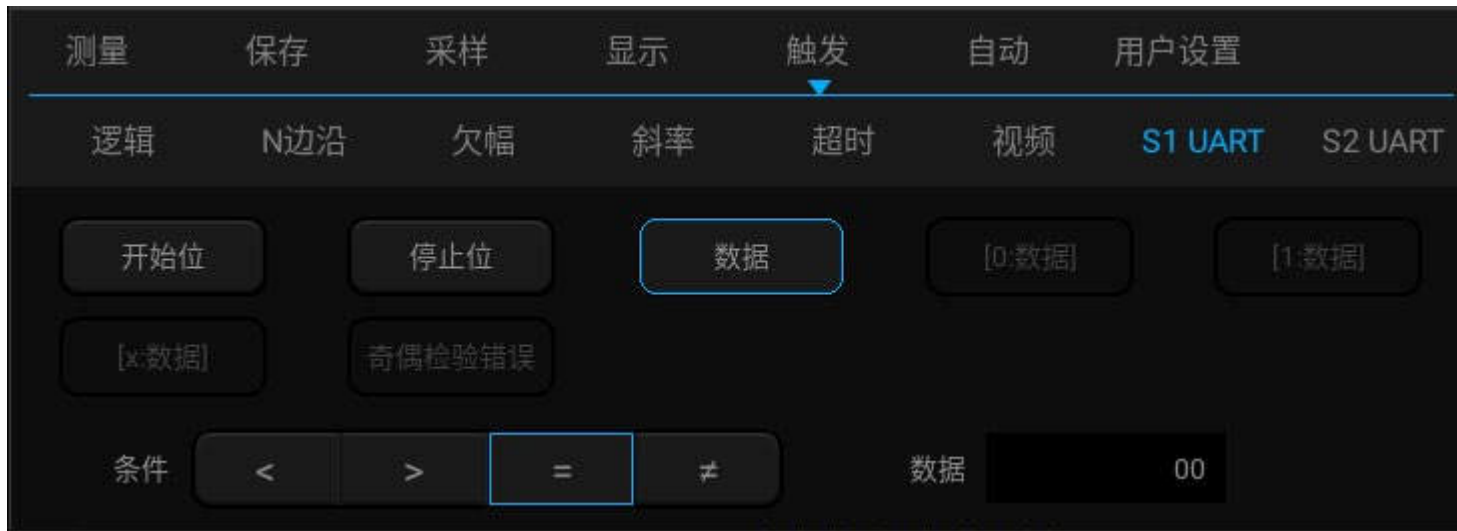 测量 保存 采样 显示 触发 自动 用户设置
逻辑 N边沿 欠幅 斜率 超时 视频 S1 UART S2 UART
开始位 停止位 数据 [0:数据] [1:数据]
[x:数据] 奇偶检验错误
条件 < > = ≠ 数据 00